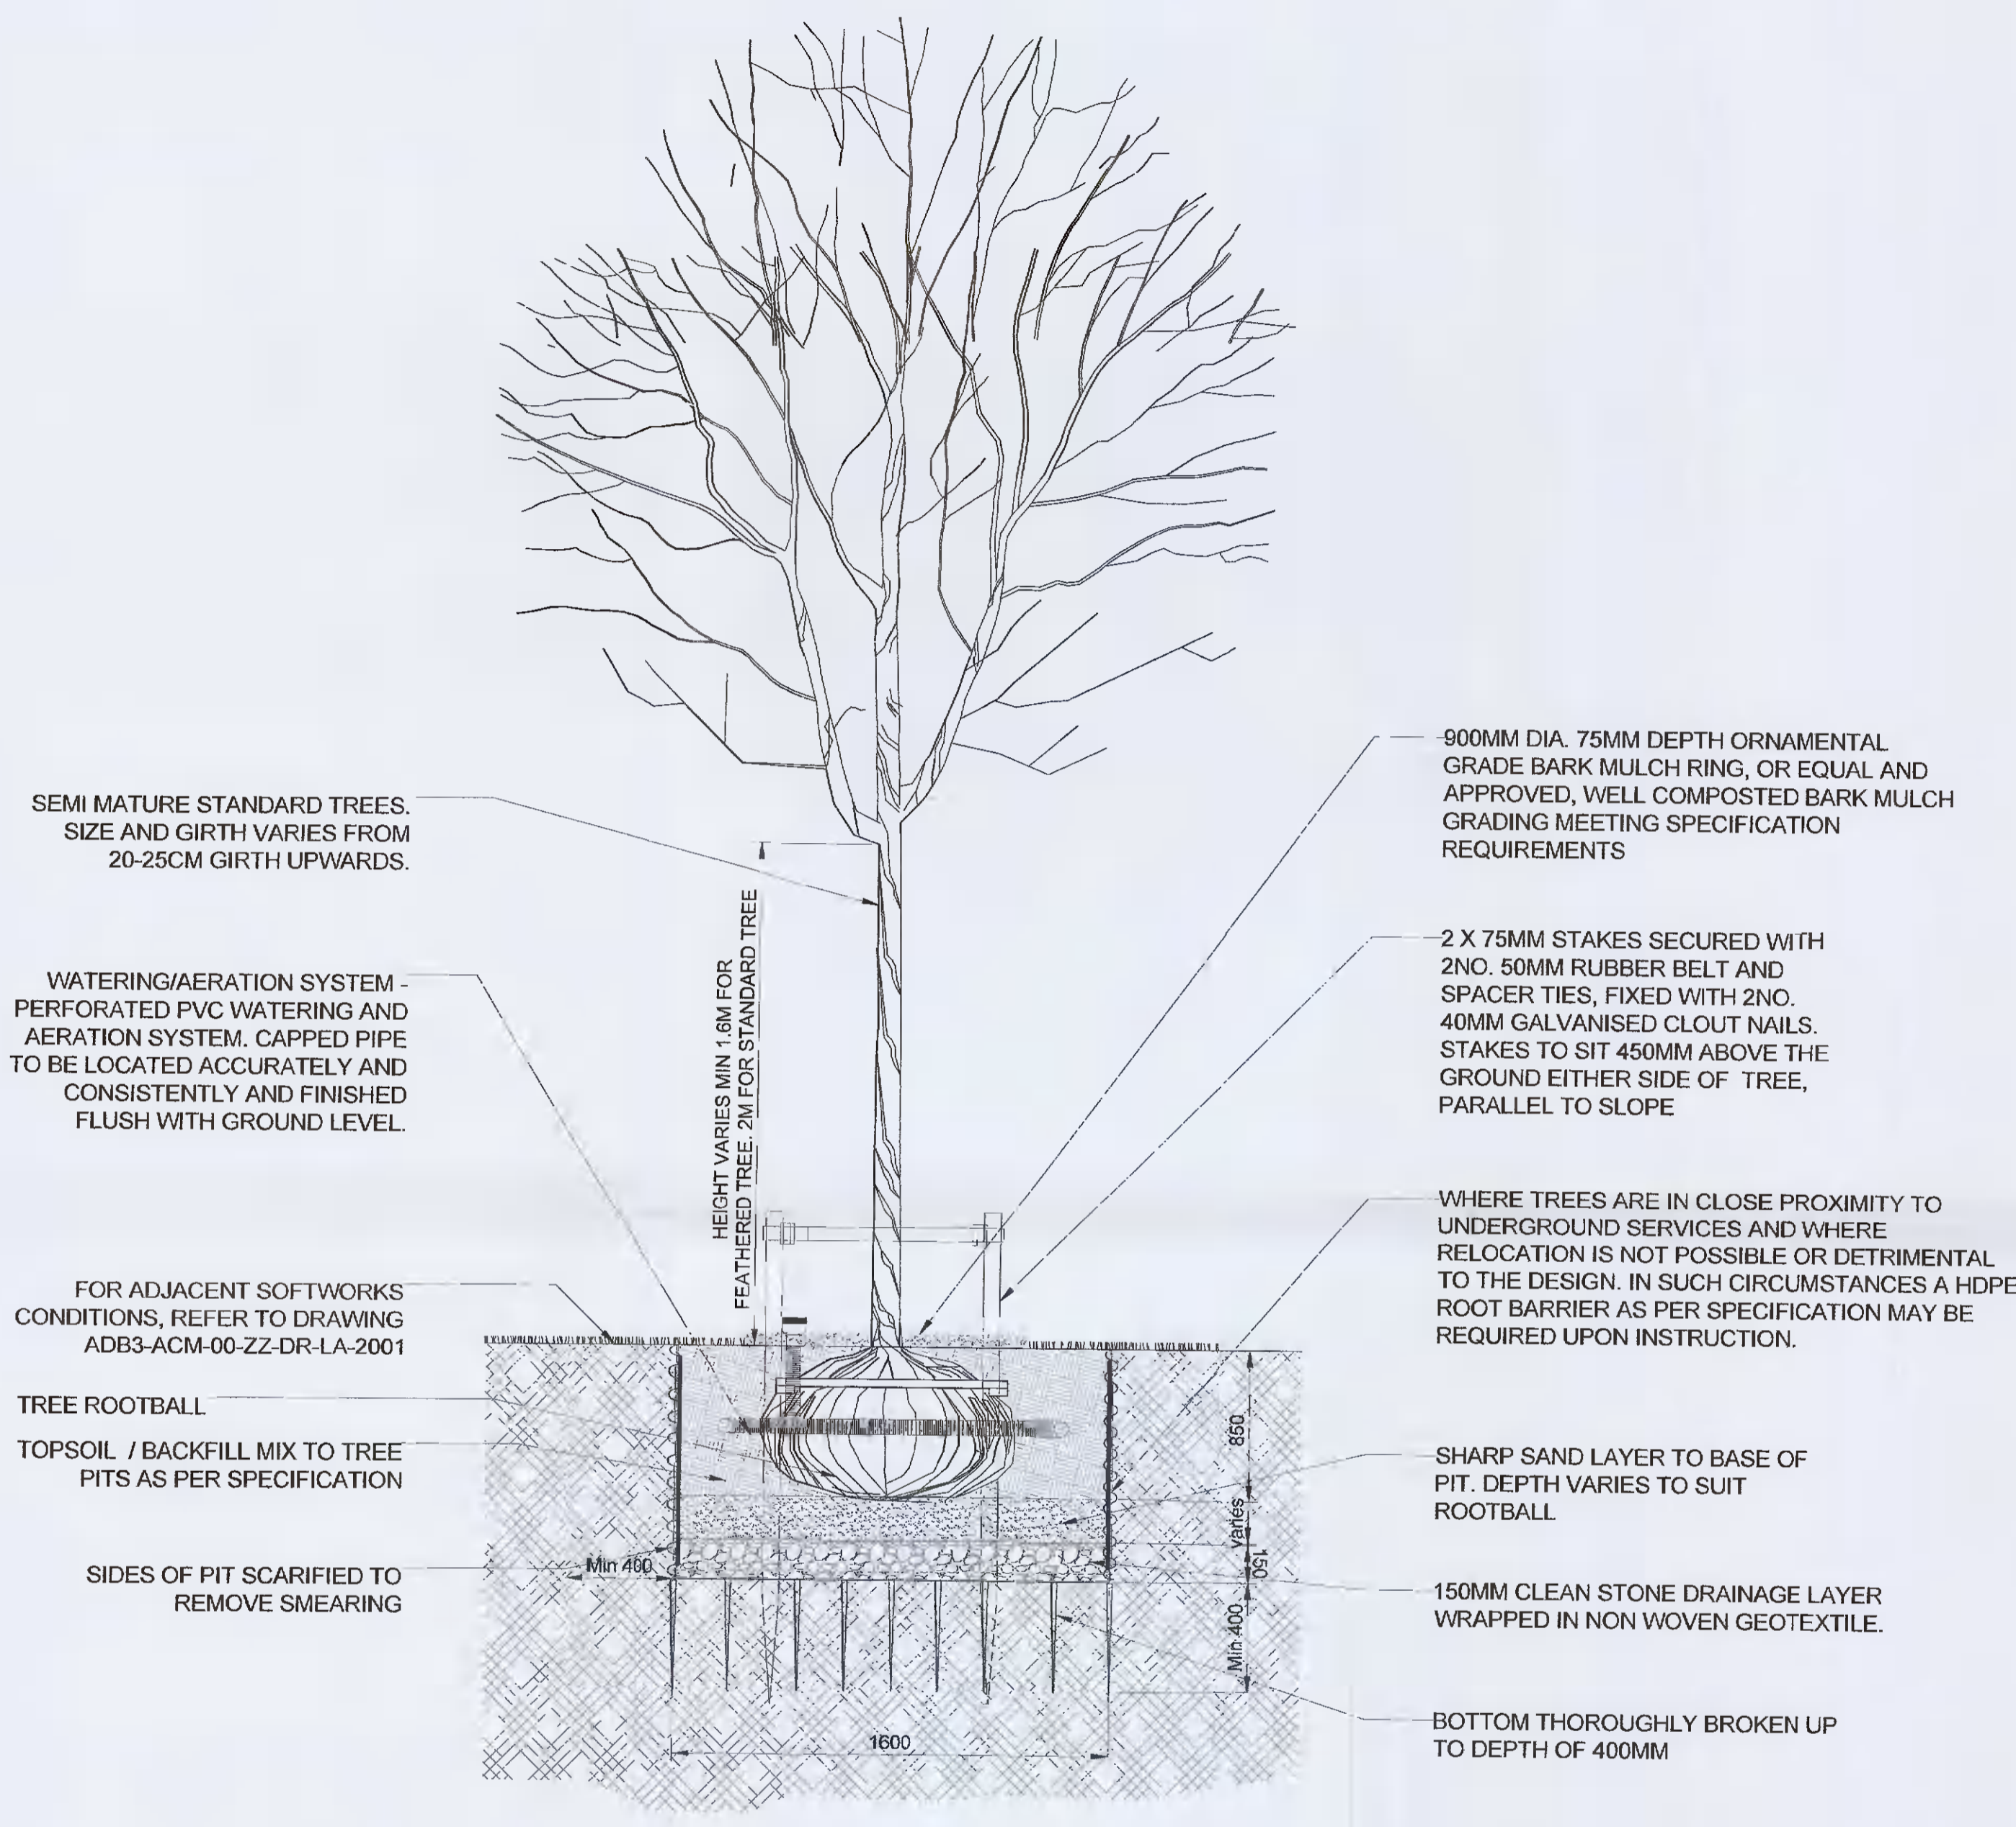 SEMI MATURE STANDARD TREES.
SIZE AND GIRTH VARIES FROM
20-25CM GIRTH UPWARDS.
WATERING/AERATION SYSTEM -
PERFORATED PVC WATERING AND
AERATION SYSTEM. CAPPED PIPE
TO BE LOCATED ACCURATELY AND
CONSISTENTLY AND FINISHED
FLUSH WITH GROUND LEVEL.
FOR ADJACENT SOFTWORKS
CONDITIONS, REFER TO DRAWING
ADB3-ACM-00-ZZ-DR-LA-2001
TREE ROOTBALL
TOPSOIL / BACKFILL MIX TO TREE
PITS AS PER SPECIFICATION
SIDES OF PIT SCARIFIED TO
REMOVE SMEARING
HEIGHT VARIES MIN 1.6M FOR
FEATHERED TREE. 2M FOR STANDARD TREE
Min 400
1600
850
Varies
150
Min 400
900MM DIA. 75MM DEPTH ORNAMENTAL
GRADE BARK MULCH RING, OR EQUAL AND
APPROVED, WELL COMPOSTED BARK MULCH
GRADING MEETING SPECIFICATION
REQUIREMENTS
2 X 75MM STAKES SECURED WITH
2NO. 50MM RUBBER BELT AND
SPACER TIES, FIXED WITH 2NO.
40MM GALVANISED CLOUT NAILS.
STAKES TO SIT 450MM ABOVE THE
GROUND EITHER SIDE OF TREE,
PARALLEL TO SLOPE
WHERE TREES ARE IN CLOSE PROXIMITY TO
UNDERGROUND SERVICES AND WHERE
RELOCATION IS NOT POSSIBLE OR DETRIMENTAL
TO THE DESIGN. IN SUCH CIRCUMSTANCES A HDPE
ROOT BARRIER AS PER SPECIFICATION MAY BE
REQUIRED UPON INSTRUCTION.
SHARP SAND LAYER TO BASE OF
PIT. DEPTH VARIES TO SUIT
ROOTBALL
150MM CLEAN STONE DRAINAGE LAYER
WRAPPED IN NON WOVEN GEOTEXTILE.
BOTTOM THOROUGHLY BROKEN UP
TO DEPTH OF 400MM